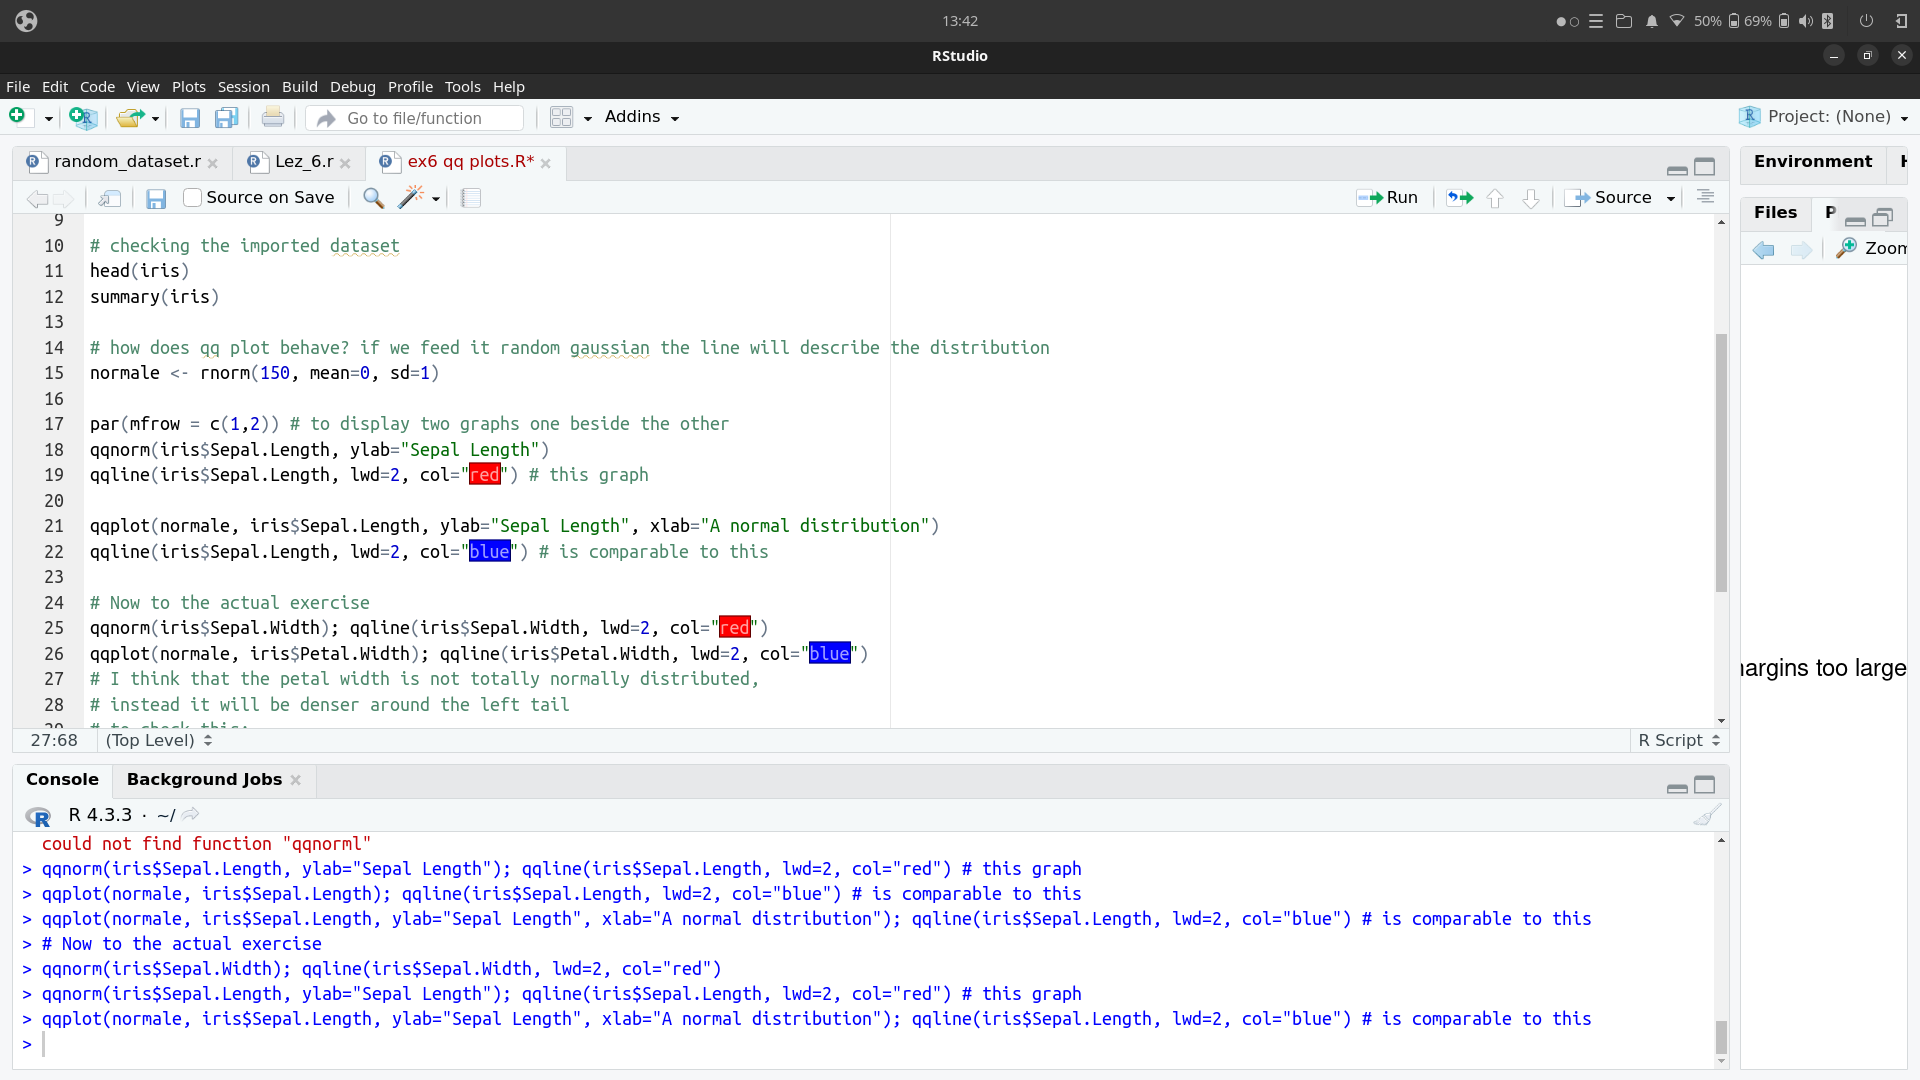 13:42
50% 69%
RStudio
File Edit Code View Plots Session Build Debug Profile Tools Help
Go to file/function Addins Project: (None)
random_dataset.r Lez_6.r ex6 qq plots.R*
Source on Save Run Source
9
10 # checking the imported dataset
11 head(iris)
12 summary(iris)
13
14 # how does qq plot behave? if we feed it random gaussian the line will describe the distribution
15 normale <- rnorm(150, mean=0, sd=1)
16
17 par(mfrow = c(1,2)) # to display two graphs one beside the other
18 qqnorm(iris$Sepal.Length, ylab="Sepal Length")
19 qqline(iris$Sepal.Length, lwd=2, col="red") # this graph
20
21 qqplot(normale, iris$Sepal.Length, ylab="Sepal Length", xlab="A normal distribution")
22 qqline(iris$Sepal.Length, lwd=2, col="blue") # is comparable to this
23
24 # Now to the actual exercise
25 qqnorm(iris$Sepal.Width); qqline(iris$Sepal.Width, lwd=2, col="red")
26 qqplot(normale, iris$Petal.Width); qqline(iris$Petal.Width, lwd=2, col="blue")
27 # I think that the petal width is not totally normally distributed,
28 # instead it will be denser around the left tail
29 # to check this:
27:68 (Top Level) R Script
Console Background Jobs
R 4.3.3 · ~/
could not find function "qqnorml"
> qqnorm(iris$Sepal.Length, ylab="Sepal Length"); qqline(iris$Sepal.Length, lwd=2, col="red") # this graph
> qqplot(normale, iris$Sepal.Length); qqline(iris$Sepal.Length, lwd=2, col="blue") # is comparable to this
> qqplot(normale, iris$Sepal.Length, ylab="Sepal Length", xlab="A normal distribution"); qqline(iris$Sepal.Length, lwd=2, col="blue") # is comparable to this
> # Now to the actual exercise
> qqnorm(iris$Sepal.Width); qqline(iris$Sepal.Width, lwd=2, col="red")
> qqnorm(iris$Sepal.Length, ylab="Sepal Length"); qqline(iris$Sepal.Length, lwd=2, col="red") # this graph
> qqplot(normale, iris$Sepal.Length, ylab="Sepal Length", xlab="A normal distribution"); qqline(iris$Sepal.Length, lwd=2, col="blue") # is comparable to this
>
Environment
Files P
Zoom
margins too large